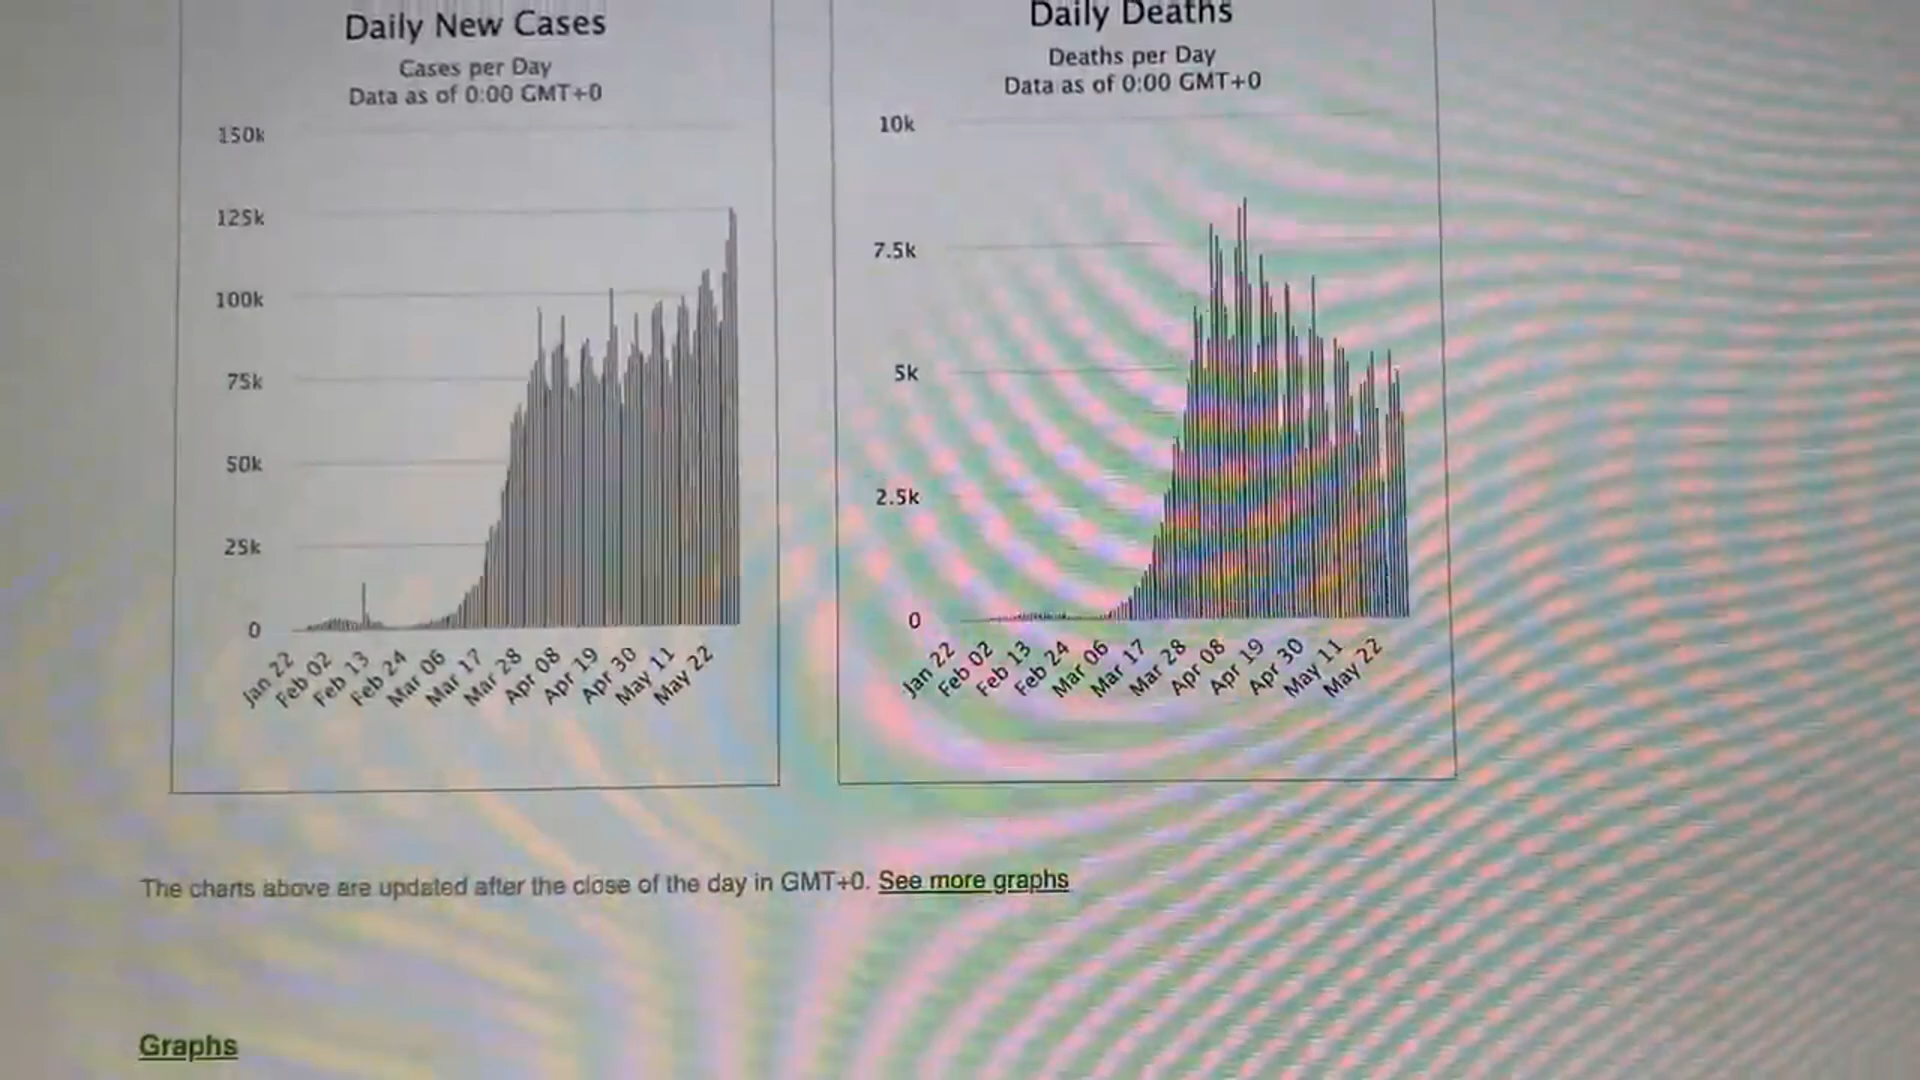 Daily New Cases
Cases per Day
Data as of 0:00 GMT+0
150k
125k
100k
75k
50k
25k
0
Jan 22
Feb 02
Feb 13
Feb 24
Mar 06
Mar 17
Mar 28
Apr 08
Apr 19
Apr 30
May 11
May 22
Daily Deaths
Deaths per Day
Data as of 0:00 GMT+0
10k
7.5k
5k
2.5k
0
Jan 22
Feb 02
Feb 13
Feb 24
Mar 06
Mar 17
Mar 28
Apr 08
Apr 19
Apr 30
May 11
May 22
The charts above are updated after the close of the day in GMT+0. See more graphs
Graphs